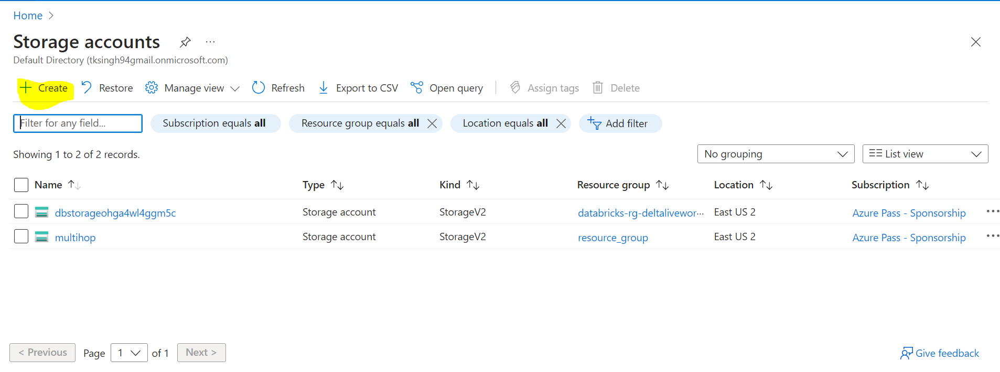 Home
Storage accounts
Default Directory (tksingh94gmail.onmicrosoft.com)
Create Restore Manage view Refresh Export to CSV Open query Assign tags Delete
Filter for any field... Subscription equals all Resource group equals all Location equals all Add filter
Showing 1 to 2 of 2 records. No grouping List view
Name Type Kind Resource group Location Subscription
dbstorageohga4wl4ggm5c Storage account StorageV2 databricks-rg-deltalivewor··· East US 2 Azure Pass - Sponsorship
multihop Storage account StorageV2 resource_group East US 2 Azure Pass - Sponsorship
< Previous Page 1 of 1 Next > Give feedback